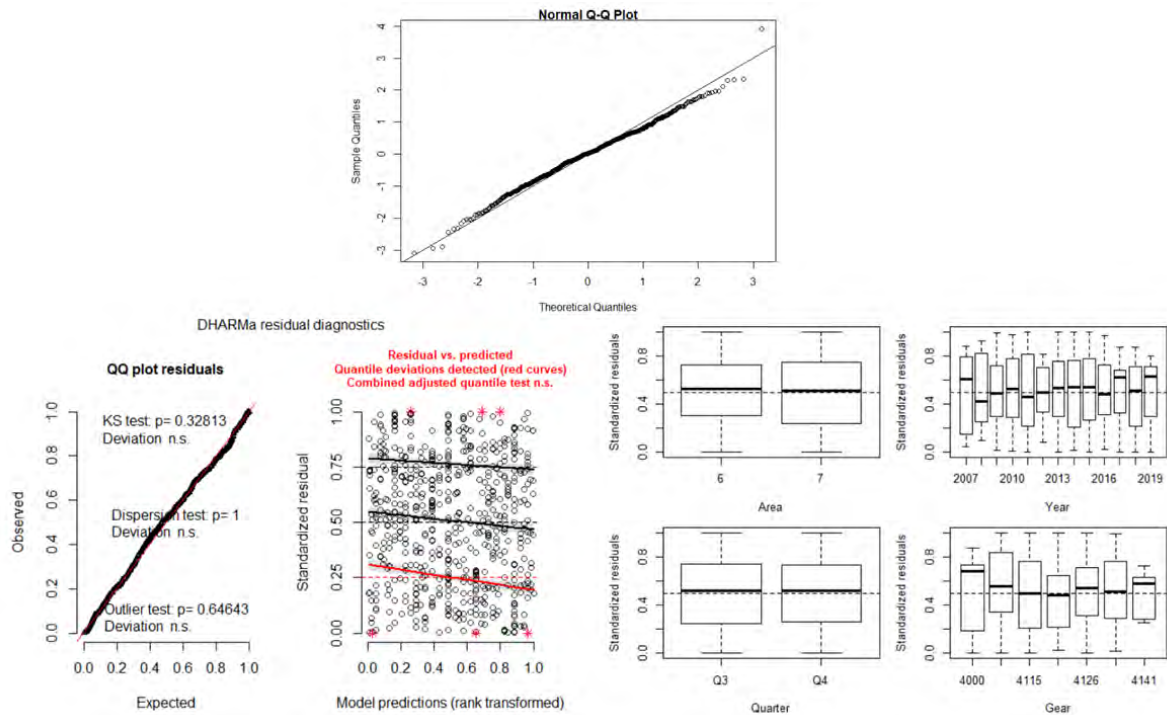 Normal Q-Q Plot
Sample Quantiles
4
3
2
1
0
-1
-2
-3
-3 -2 -1 0 1 2 3
Theoretical Quantiles
DHARMa residual diagnostics
QQ plot residuals
KS test: p= 0.32813
Deviation n.s.
Dispersion test: p= 1
Deviation n.s.
Outlier test: p= 0.64643
Deviation n.s.
Observed
1.0
0.8
0.6
0.4
0.2
0.0
0.0 0.2 0.4 0.6 0.8 1.0
Expected
Residual vs. predicted
Quantile deviations detected (red curves)
Combined adjusted quantile test n.s.
Standardized residual
1.00
0.75
0.50
0.25
0.00
0.0 0.2 0.4 0.6 0.8 1.0
Model predictions (rank transformed)
Standardized residuals
0.8
0.4
0.0
6 7
Area
Standardized residuals
0.8
0.4
0.0
2007 2010 2013 2016 2019
Year
Standardized residuals
0.8
0.4
0.0
Q3 Q4
Quarter
Standardized residuals
0.8
0.4
0.0
4000 4115 4126 4141
Gear